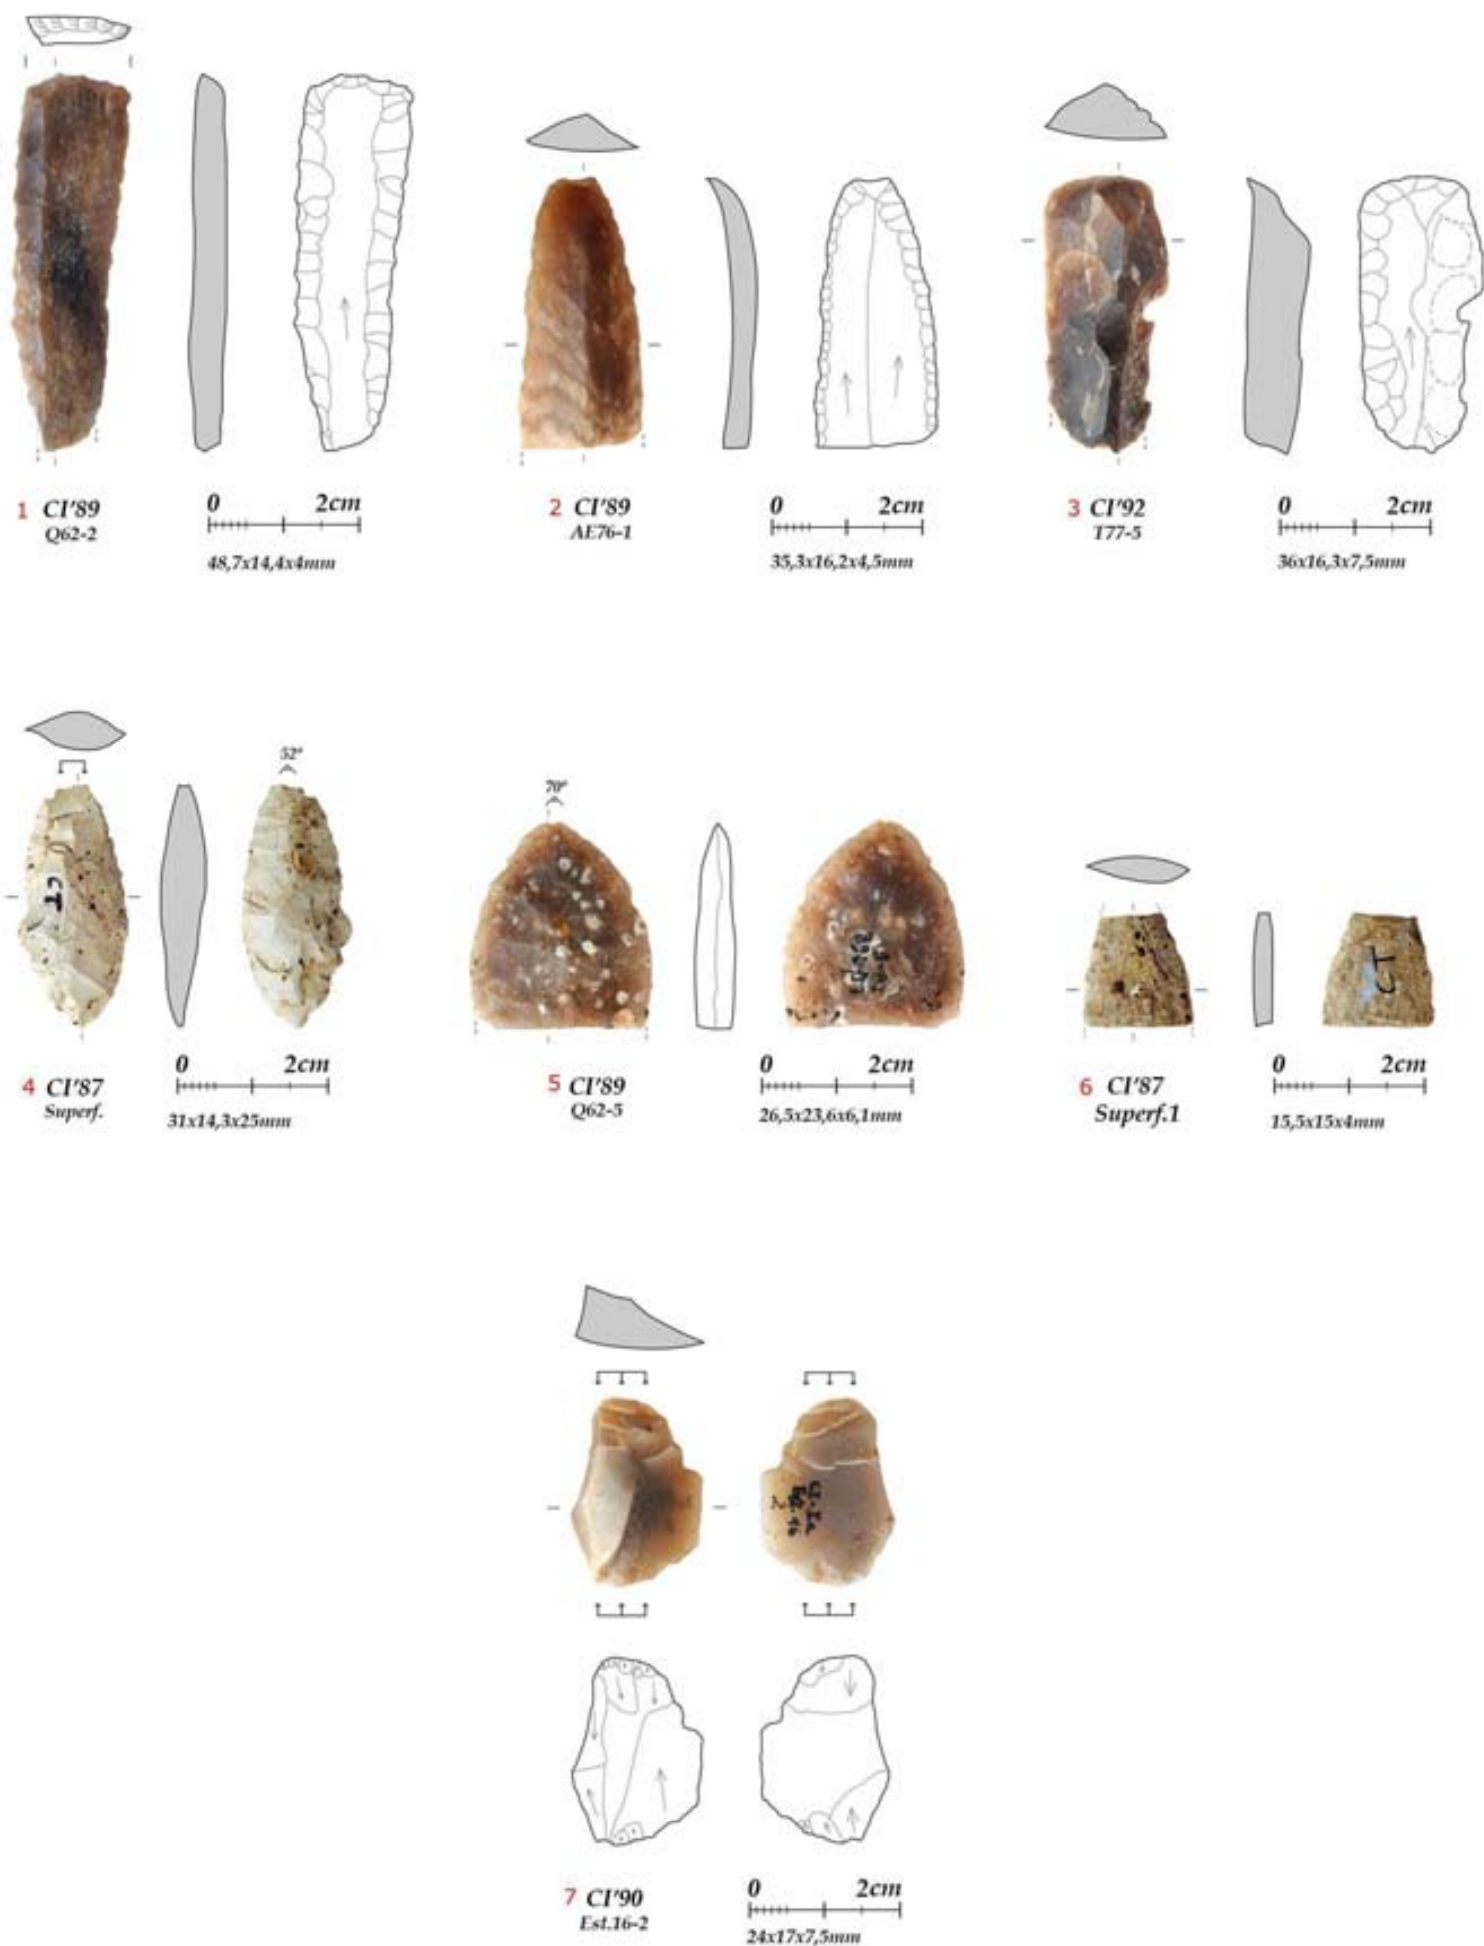 1 CI'89
Q62-2
0 2cm
48,7x14,4x4mm
2 CI'89
AE76-1
0 2cm
35,3x16,2x4,5mm
3 CI'92
T77-5
0 2cm
36x16,3x7,5mm
52°
CT
4 CI'87
Superf.
0 2cm
31x14,3x25mm
70°
5 CI'89
Q62-5
0 2cm
26,5x23,6x6,1mm
CT
6 CI'87
Superf.1
0 2cm
15,5x15x4mm
7 CI'90
Est.16-2
0 2cm
24x17x7,5mm